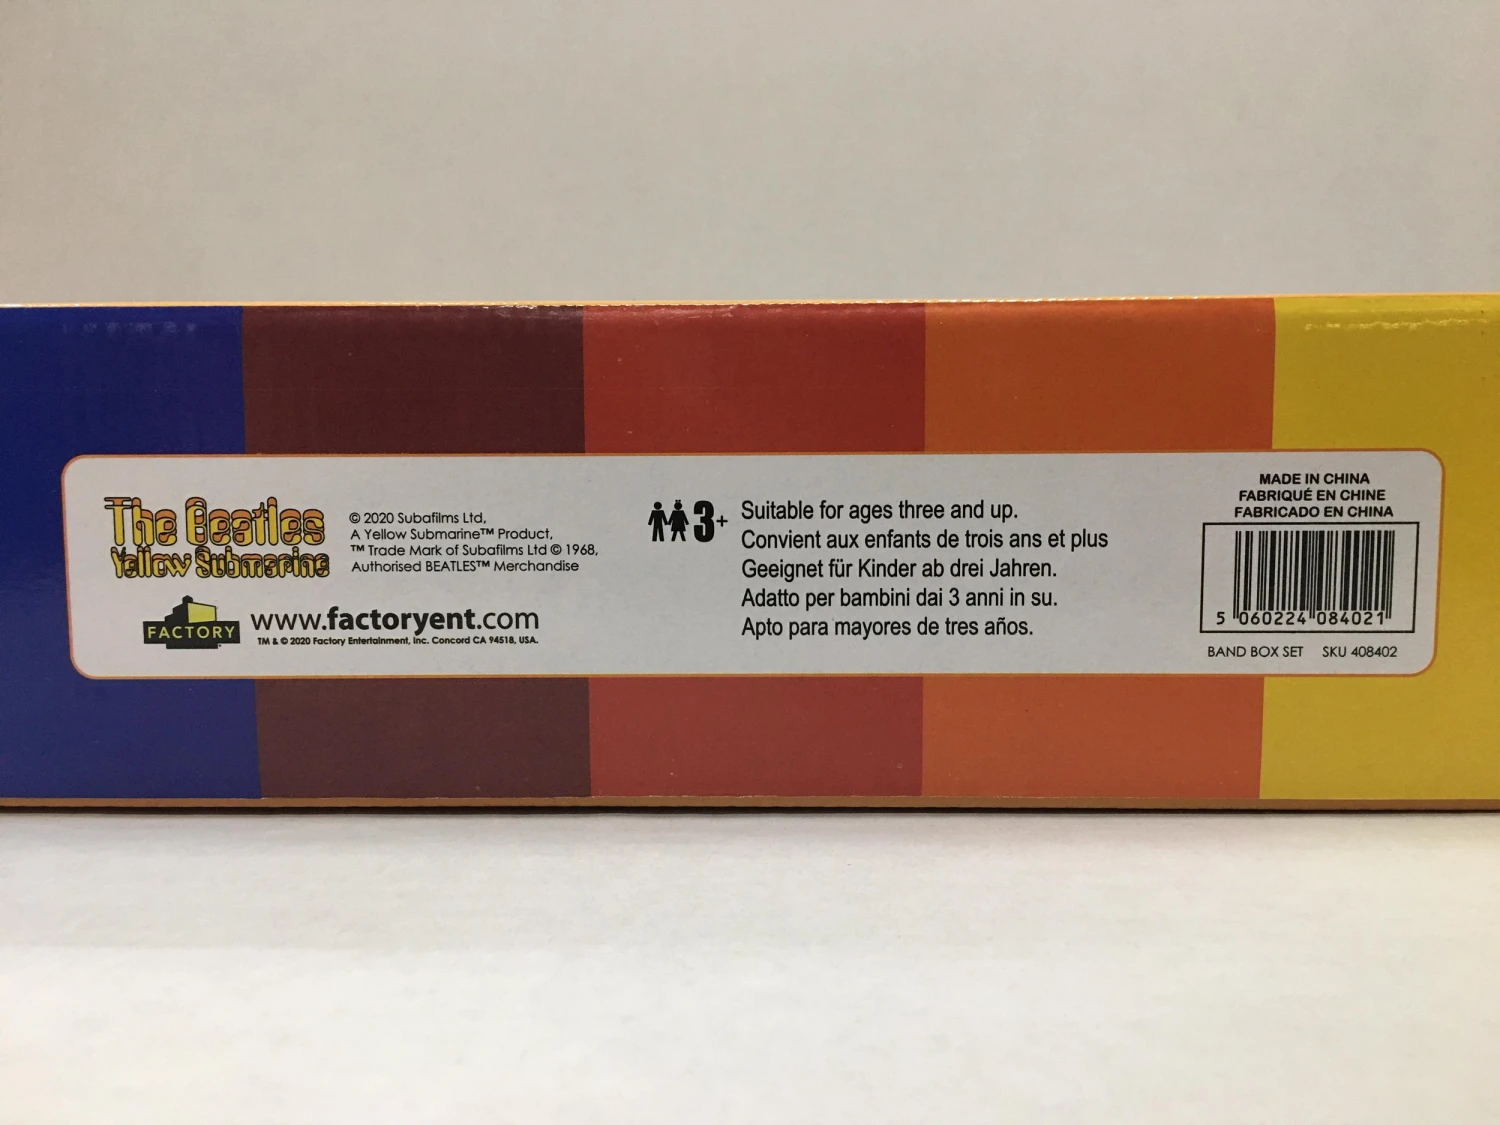 The Beatles
Yellow Submarine
© 2020 Subafilms Ltd,
A Yellow Submarine™ Product,
™ Trade Mark of Subafilms Ltd © 1968,
Authorised BEATLES™ Merchandise
FACTORY
www.factoryent.com
TM & © 2020 Factory Entertainment, Inc. Concord CA 94518, USA.
3+
Suitable for ages three and up.
Convient aux enfants de trois ans et plus
Geeignet für Kinder ab drei Jahren.
Adatto per bambini dai 3 anni in su.
Apto para mayores de tres años.
MADE IN CHINA
FABRIQUÉ EN CHINE
FABRICADO EN CHINA
5 060224 084021
BAND BOX SET SKU 408402